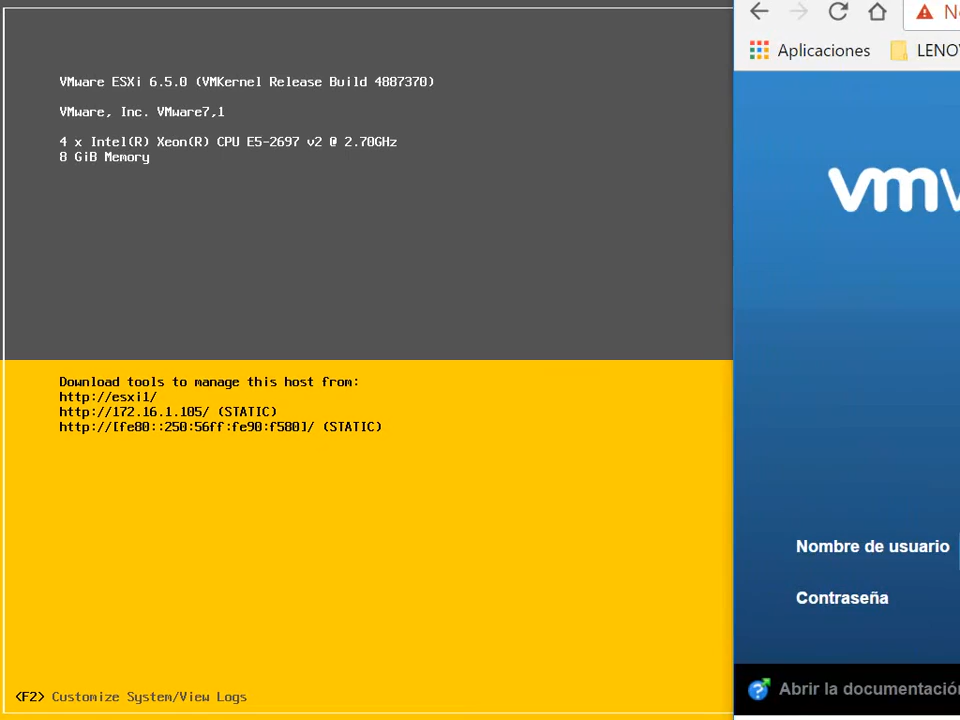 VMware ESXi 6.5.0 (VMKernel Release Build 4887370)
VMware, Inc. VMware7,1
4 x Intel(R) Xeon(R) CPU E5-2697 v2 @ 2.70GHz
8 GiB Memory
Download tools to manage this host from:
http://esxi1/
http://172.16.1.105/ (STATIC)
http://[fe80::250:56ff:fe90:f580]/ (STATIC)
<F2> Customize System/View Logs
Aplicaciones
Nombre de usuario
Contraseña